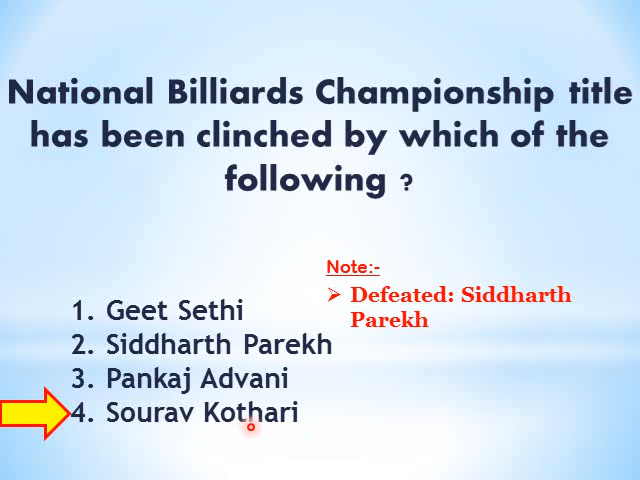 National Billiards Championship title
has been clinched by which of the
following ?
Note:-
➢ Defeated: Siddharth
Parekh
1. Geet Sethi
2. Siddharth Parekh
3. Pankaj Advani
4. Sourav Kothari